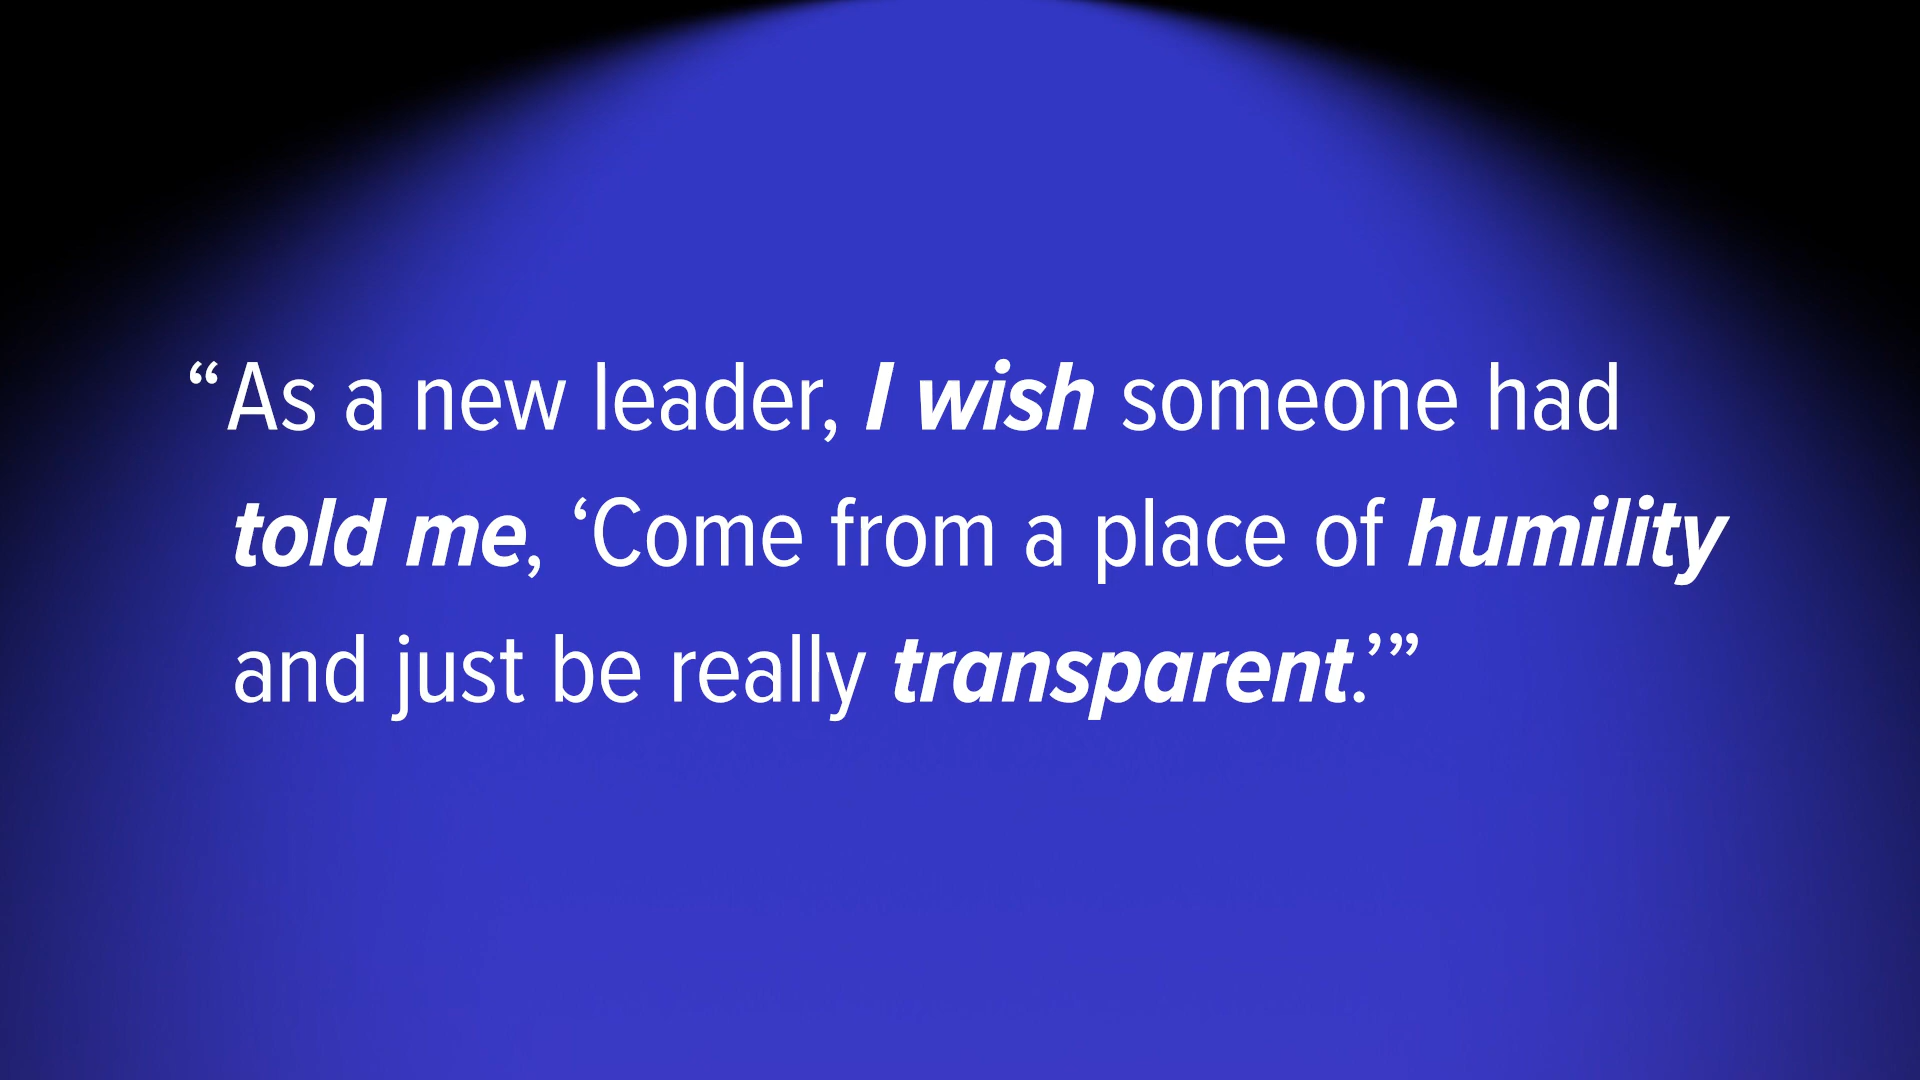 “As a new leader, I wish someone had
told me, ‘Come from a place of humility
and just be really transparent.’”